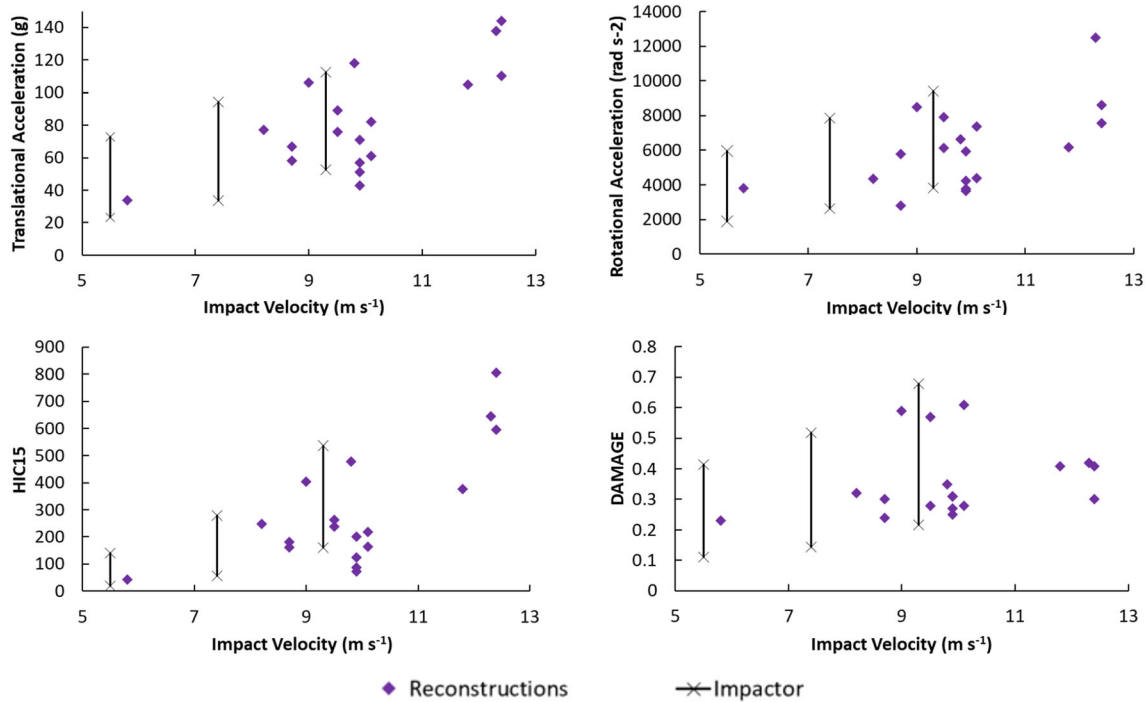 Translational Acceleration (g)
140
120
100
80
60
40
20
0
5 7 9 11 13
Impact Velocity (m s-1)
Rotational Acceleration (rad s-2)
14000
12000
10000
8000
6000
4000
2000
0
5 7 9 11 13
Impact Velocity (m s-1)
HIC15
900
800
700
600
500
400
300
200
100
0
5 7 9 11 13
Impact Velocity (m s-1)
DAMAGE
0.8
0.7
0.6
0.5
0.4
0.3
0.2
0.1
0
5 7 9 11 13
Impact Velocity (m s-1)
Reconstructions Impactor